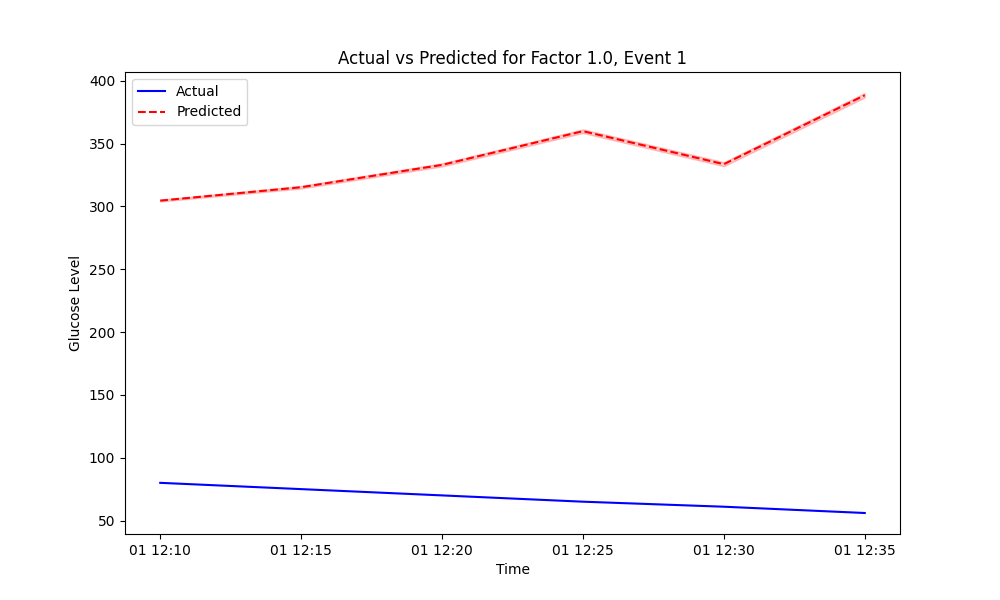 Actual vs Predicted for Factor 1.0, Event 1
Actual
Predicted
400
350
300
250
200
150
100
50
Glucose Level
01 12:10 01 12:15 01 12:20 01 12:25 01 12:30 01 12:35
Time